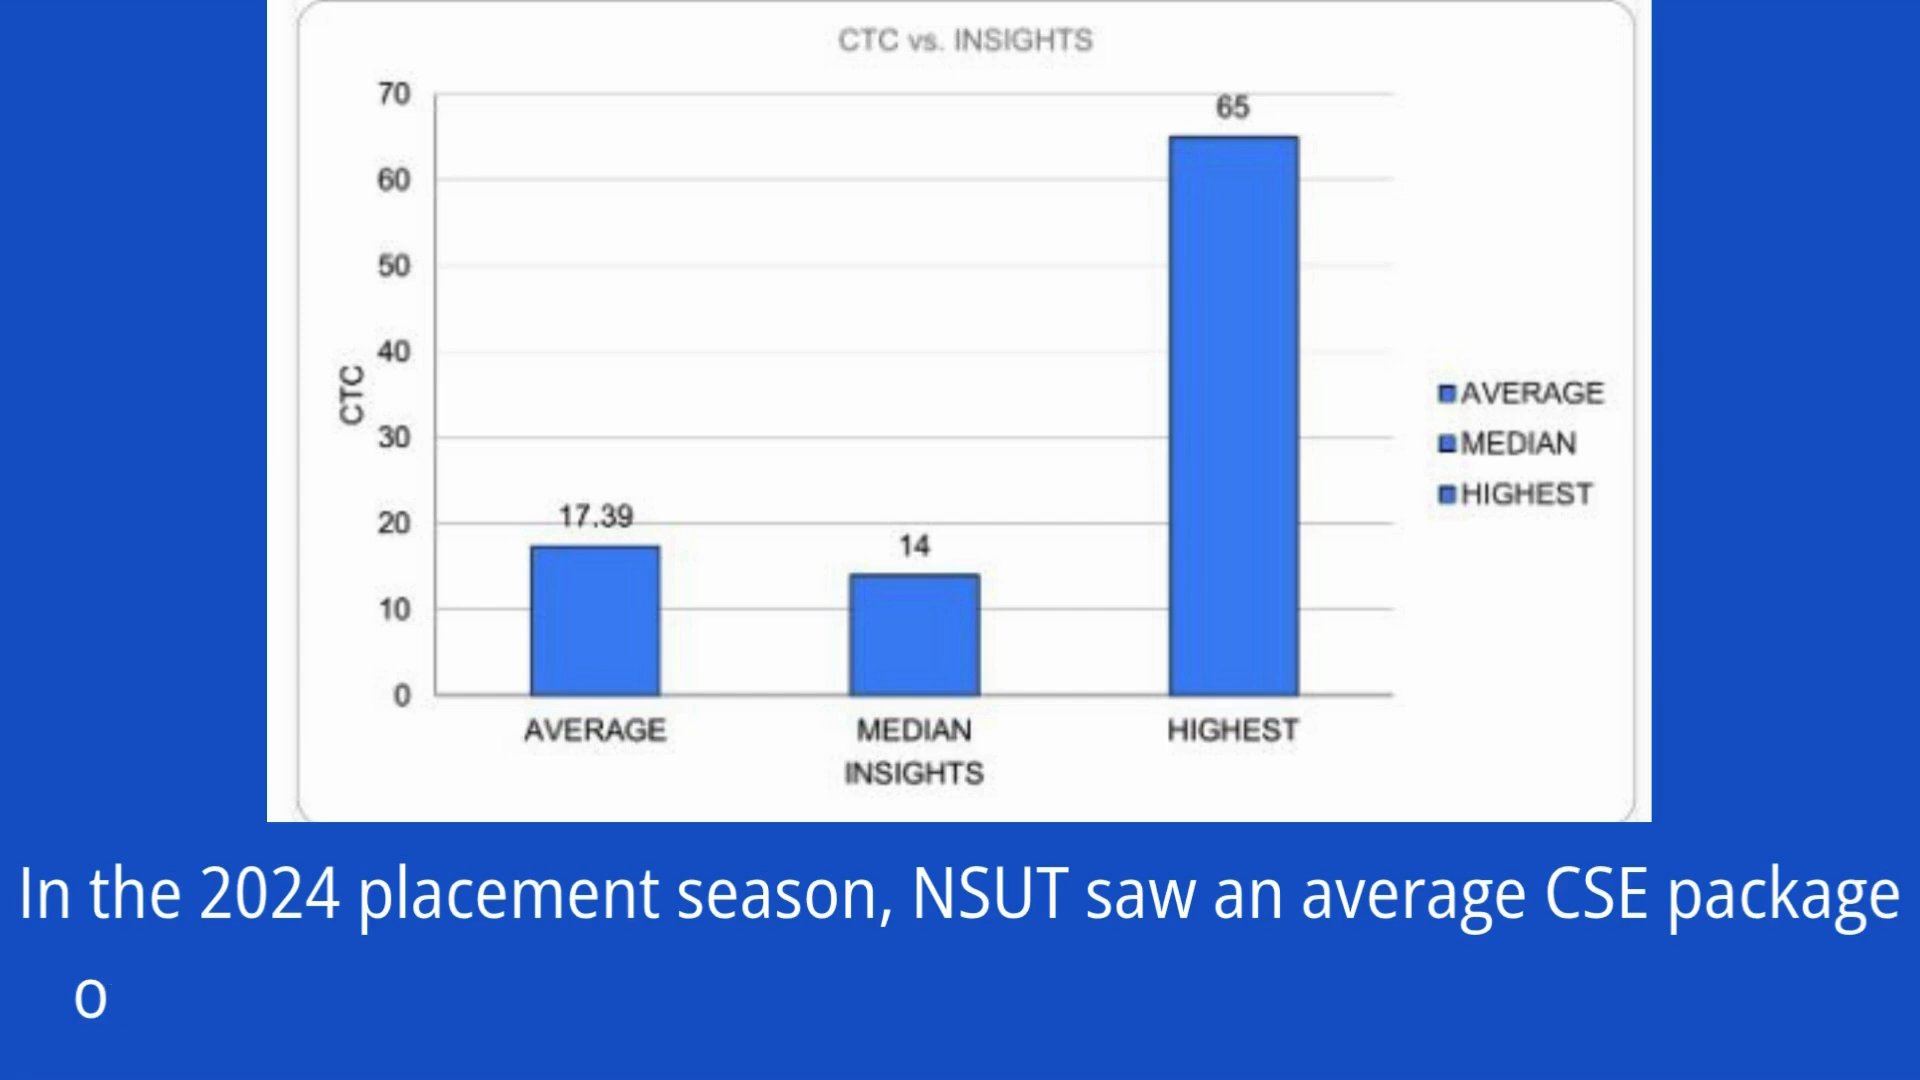 CTC vs. INSIGHTS
70
60
50
40
30
20
10
0
CTC
17.39
14
65
AVERAGE
MEDIAN
HIGHEST
INSIGHTS
AVERAGE
MEDIAN
HIGHEST
In the 2024 placement season, NSUT saw an average CSE package
o